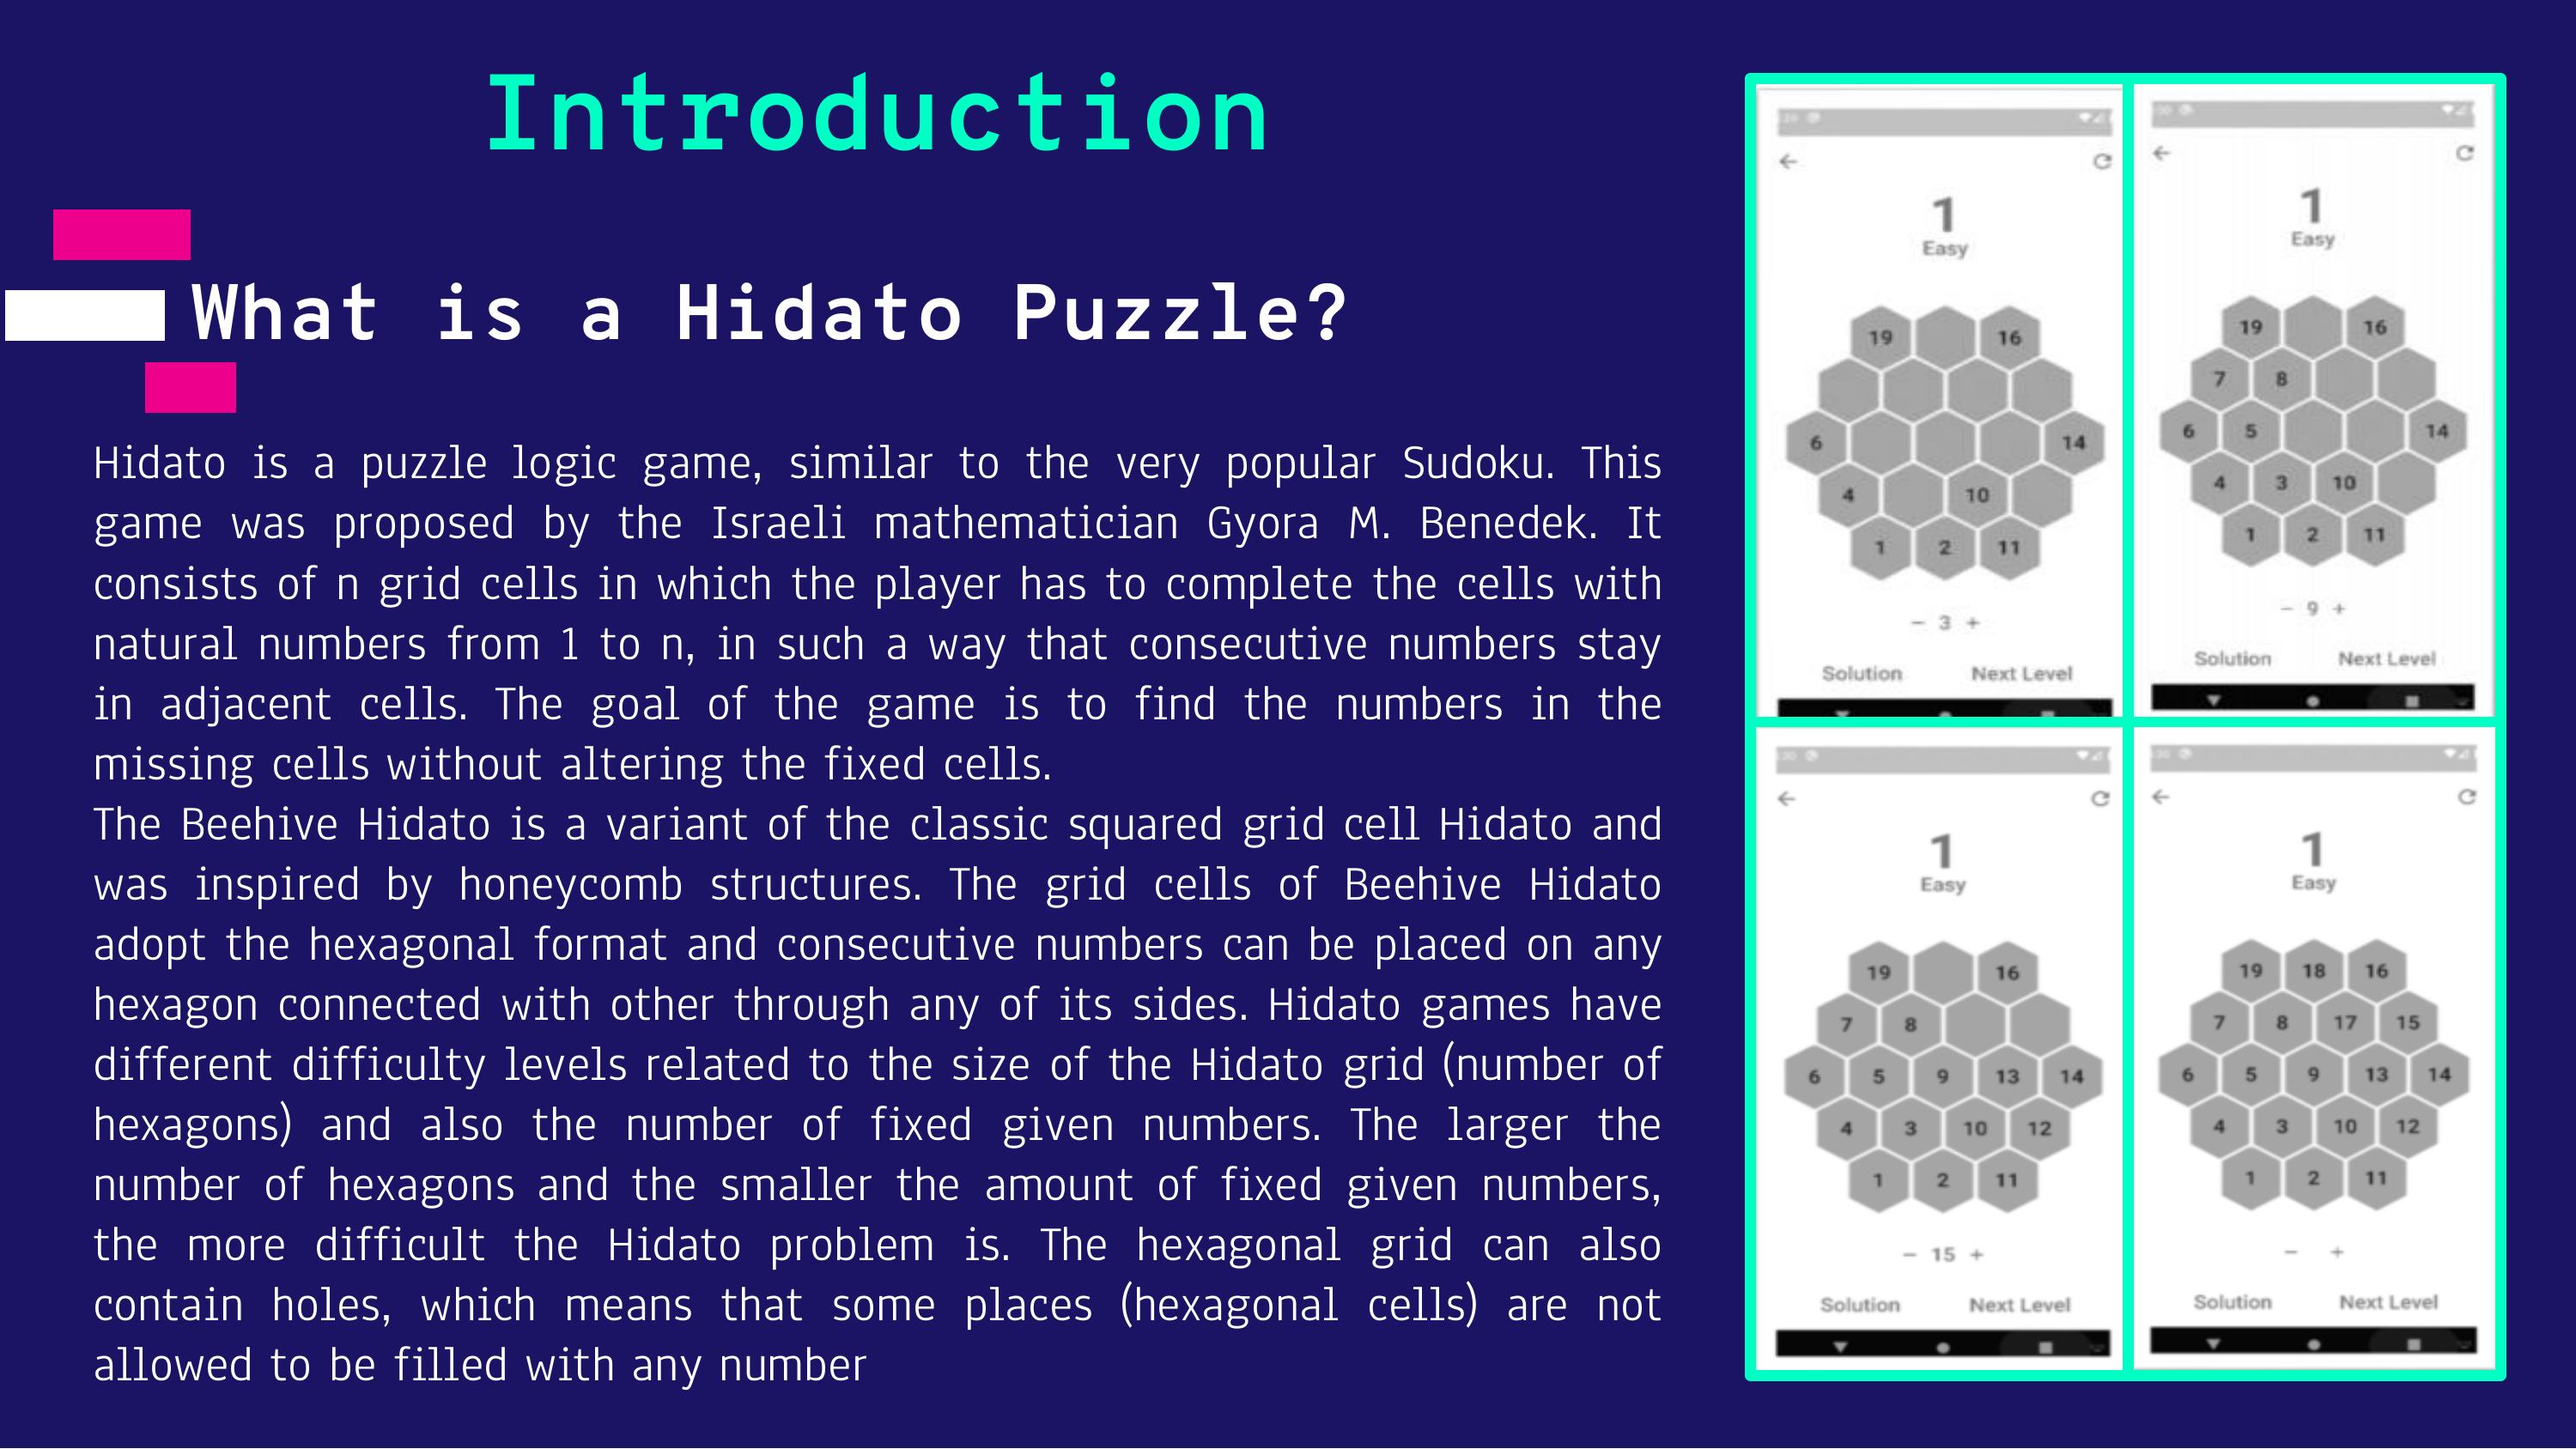 Introduction
What is a Hidato Puzzle?
Hidato is a puzzle logic game, similar to the very popular Sudoku. This
game was proposed by the Israeli mathematician Gyora M. Benedek. It
consists of n grid cells in which the player has to complete the cells with
natural numbers from 1 to n, in such a way that consecutive numbers stay
in adjacent cells. The goal of the game is to find the numbers in the
missing cells without altering the fixed cells.
The Beehive Hidato is a variant of the classic squared grid cell Hidato and
was inspired by honeycomb structures. The grid cells of Beehive Hidato
adopt the hexagonal format and consecutive numbers can be placed on any
hexagon connected with other through any of its sides. Hidato games have
different difficulty levels related to the size of the Hidato grid (number of
hexagons) and also the number of fixed given numbers. The larger the
number of hexagons and the smaller the amount of fixed given numbers,
the more difficult the Hidato problem is. The hexagonal grid can also
contain holes, which means that some places (hexagonal cells) are not
allowed to be filled with any number
1
Easy
19 16
6 14
4 10
1 2 11
− 3 +
Solution Next Level
1
Easy
19 16
7 8
6 5 14
4 3 10
1 2 11
− 9 +
Solution Next Level
1
Easy
19 16
7 8
6 5 9 13 14
4 3 10 12
1 2 11
− 15 +
Solution Next Level
1
Easy
19 18 16
7 8 17 15
6 5 9 13 14
4 3 10 12
1 2 11
− +
Solution Next Level